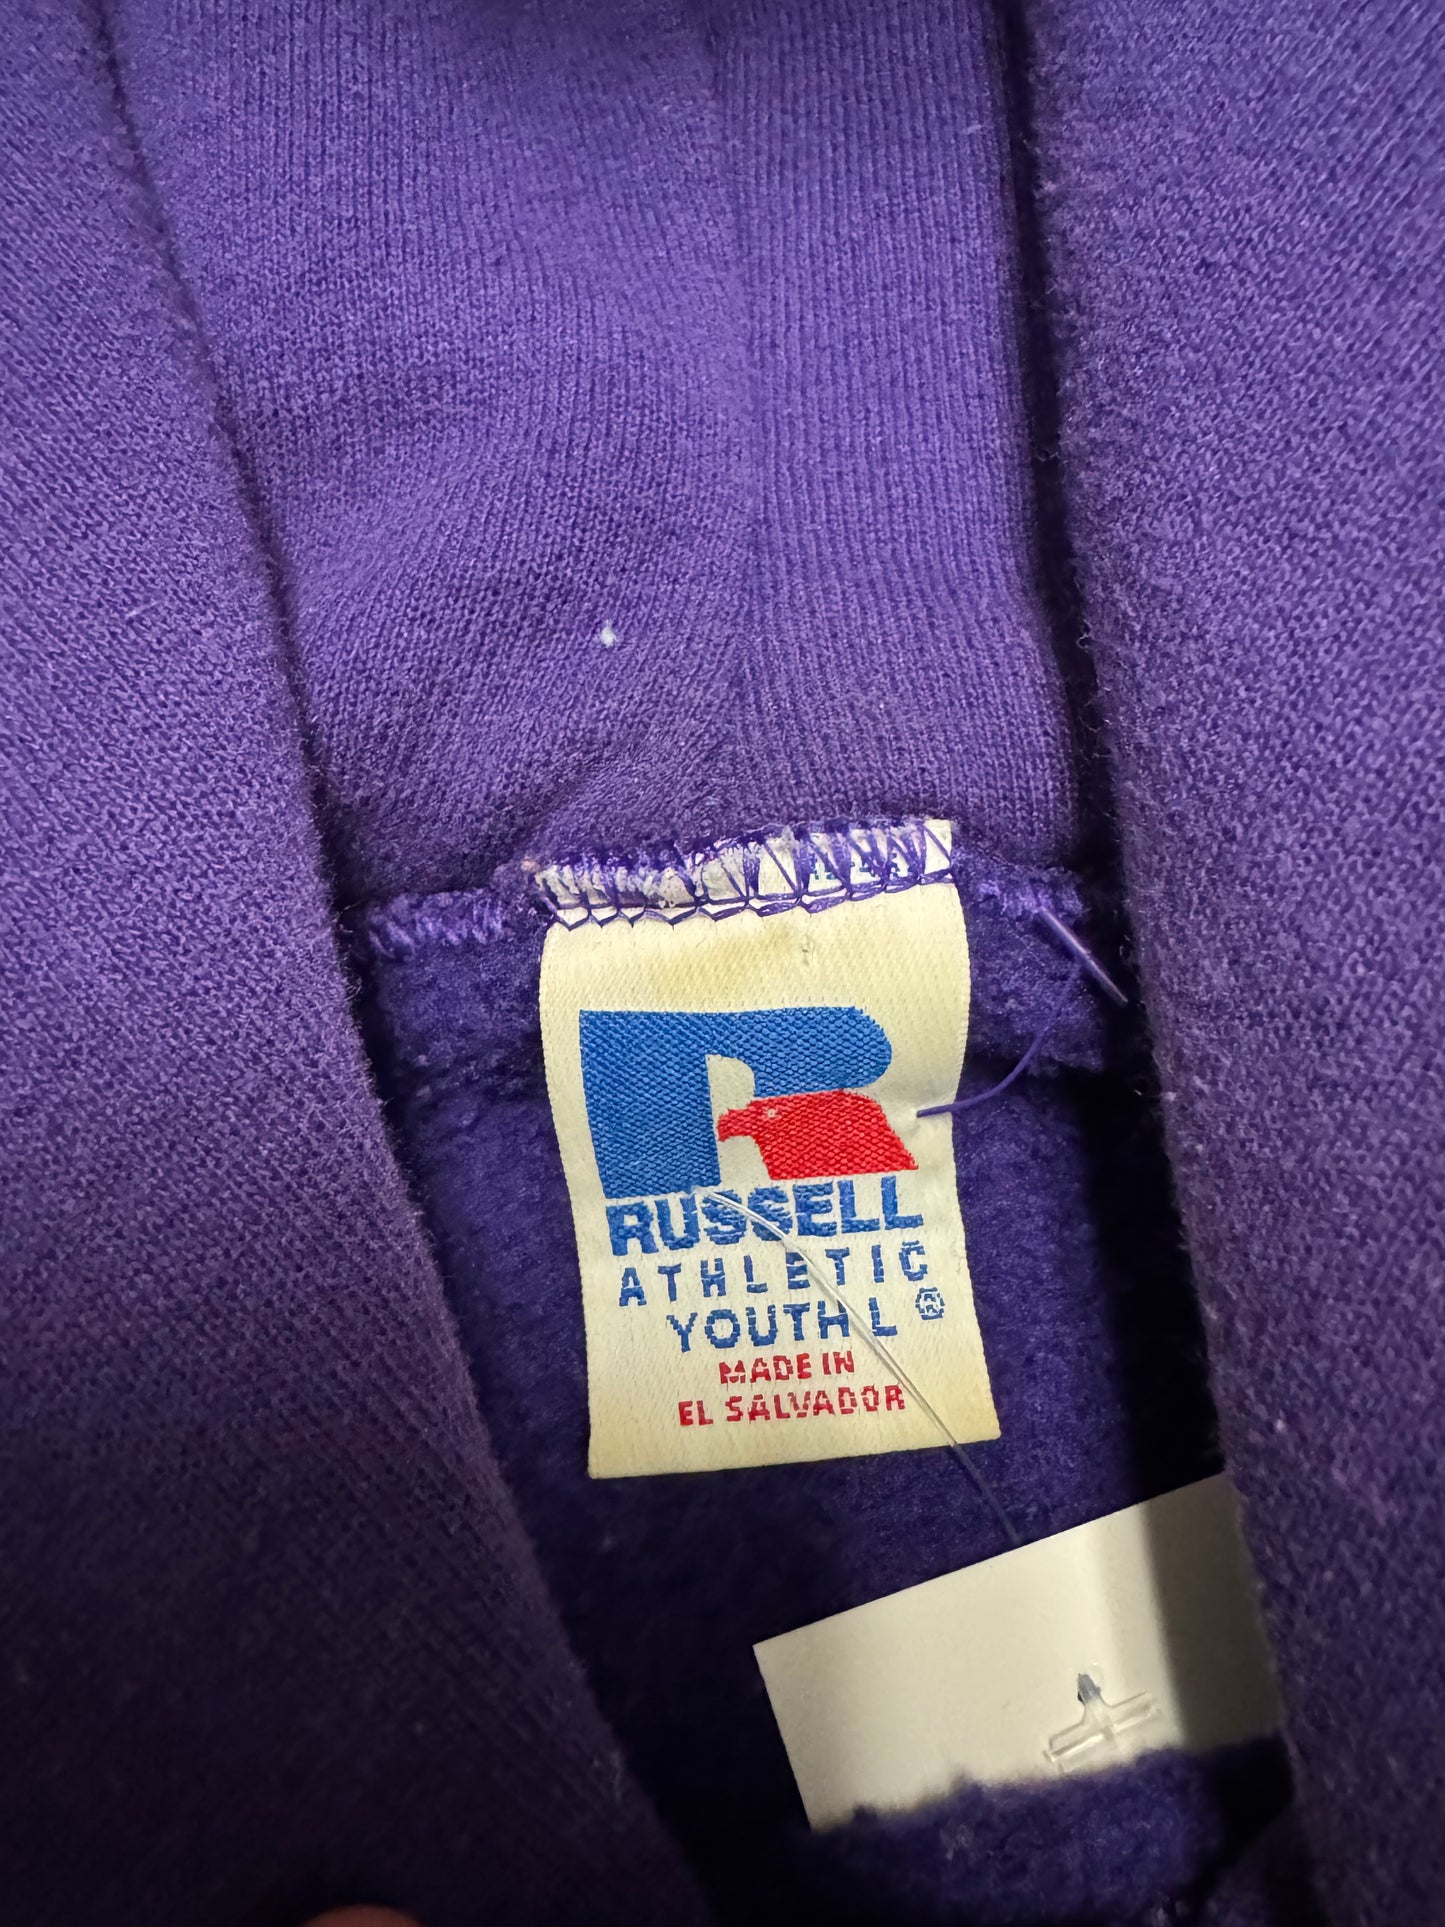 RUSSELL
ATHLETIC
YOUTH L ®
MADE IN
EL SALVADOR